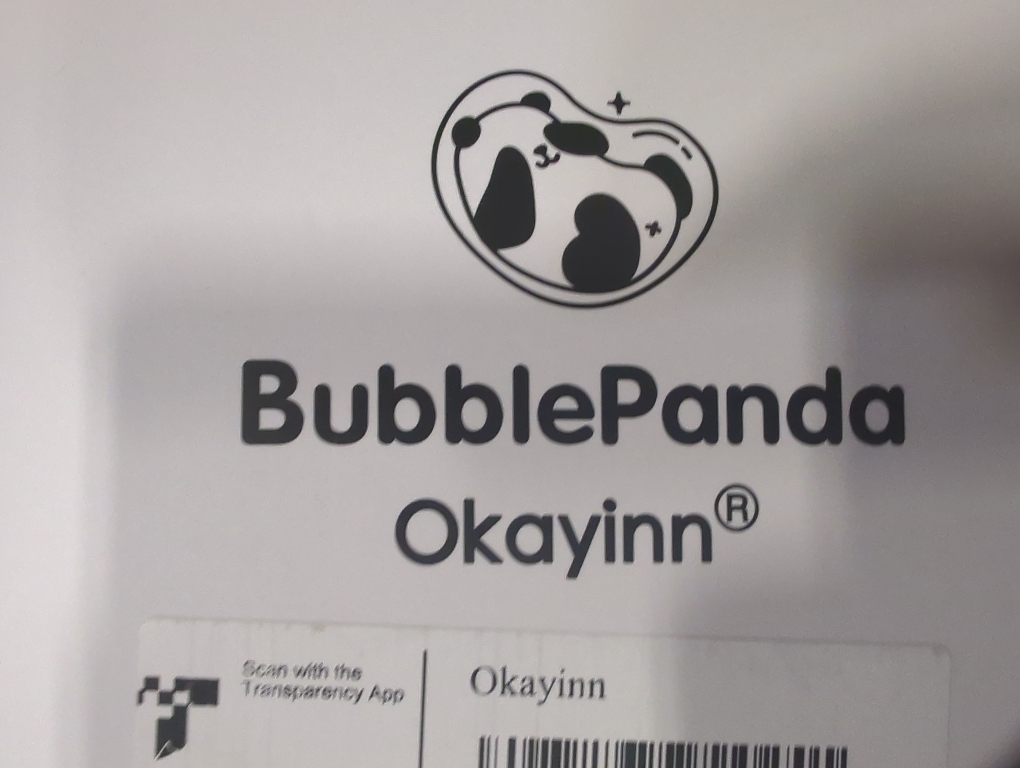 BubblePanda
Okayinn®
Scan with the
Transparency App
Okayinn